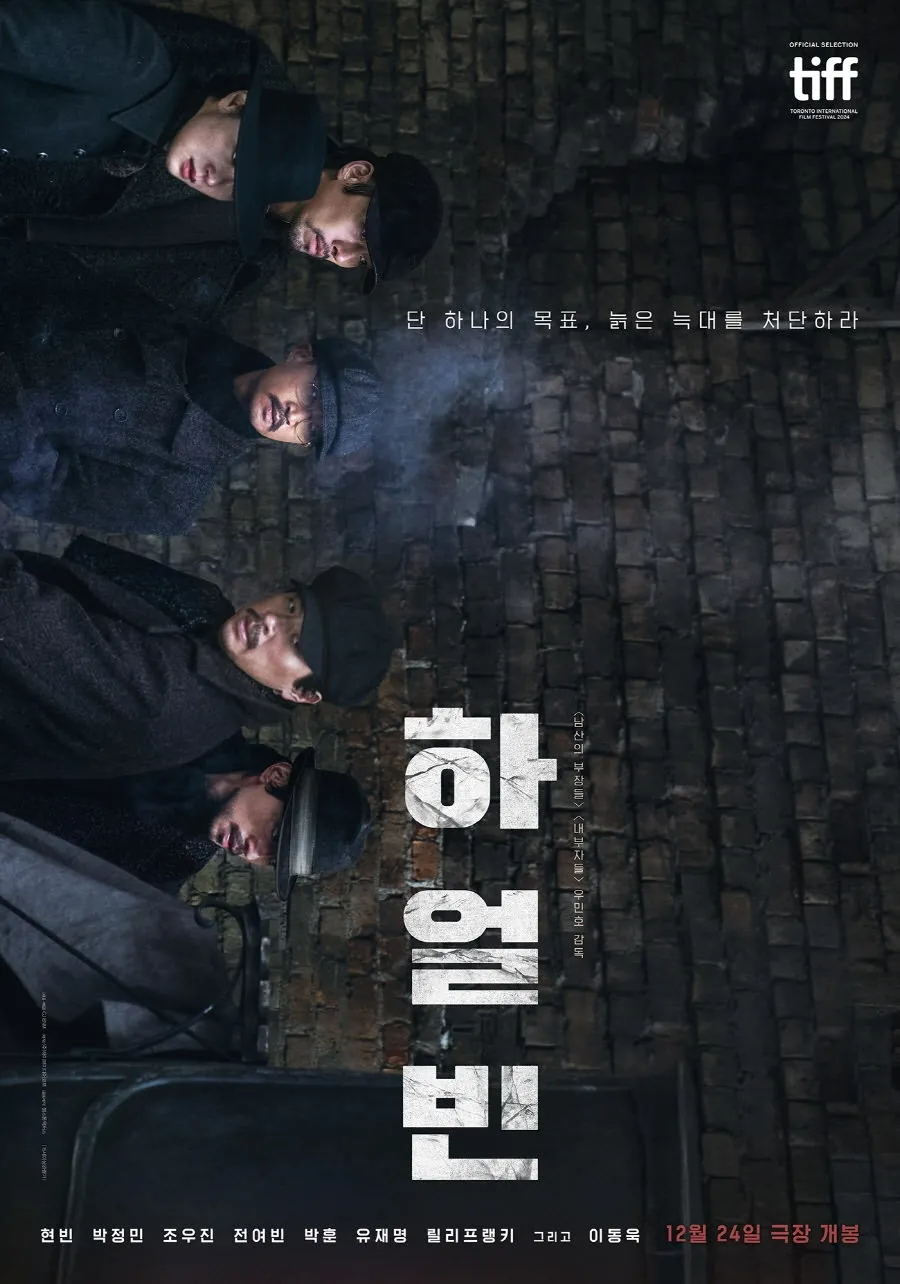 OFFICIAL SELECTION
tiff
TORONTO INTERNATIONAL
FILM FESTIVAL 2024
단 하나의 목표, 늙은 늑대를 처단하라
하얼빈
<남산의 부장들> <내부자들> 우민호 감독
현빈 박정민 조우진 전여빈 박훈 유재명 릴리프랭키 그리고 이동욱 12월 24일 극장 개봉